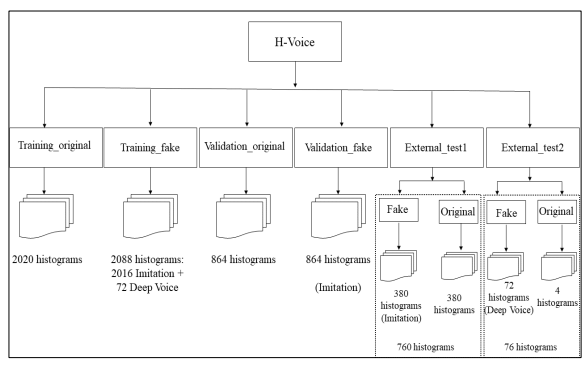 H-Voice
Training_original
Training_fake
Validation_original
Validation_fake
External_test1
External_test2
Fake
Original
Fake
Original
2020 histograms
2088 histograms:
2016 Imitation +
72 Deep Voice
864 histograms
864 histograms
(Imitation)
380
histograms
(Imitation)
380
histograms
72
histograms
(Deep Voice)
4
histograms
760 histograms
76 histograms